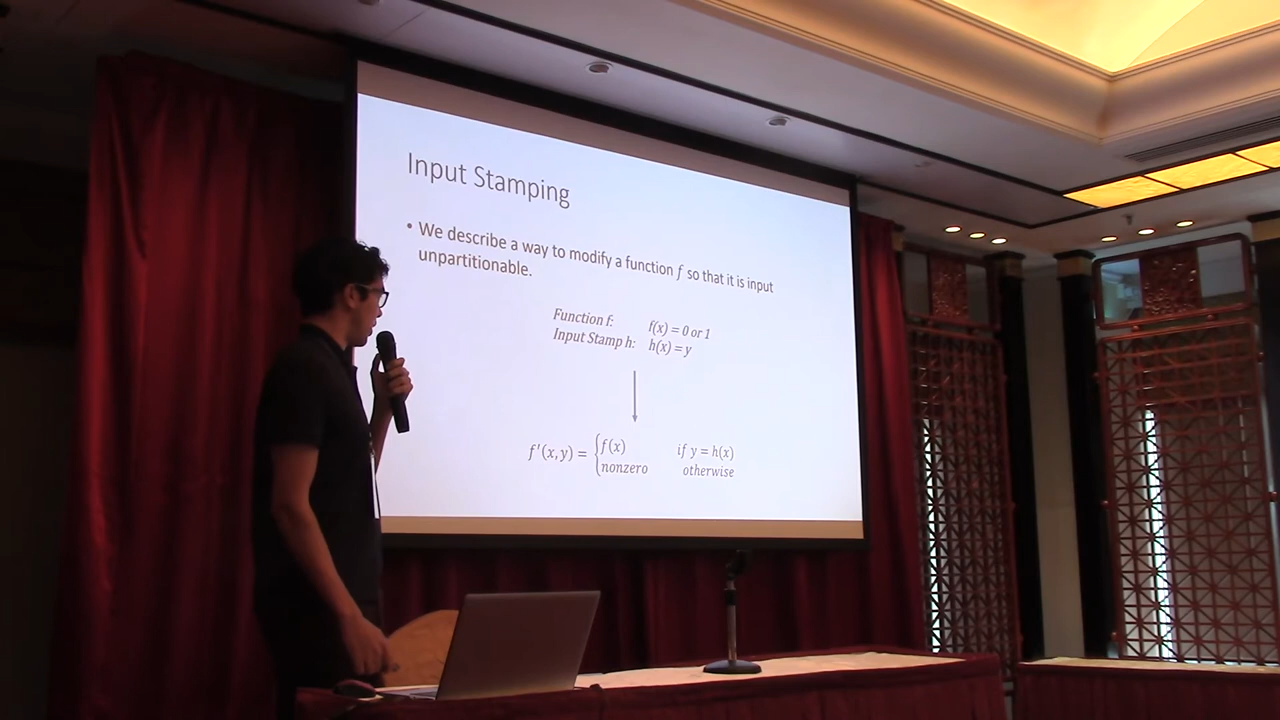 Input Stamping
• We describe a way to modify a function f so that it is input
unpartitionable.
Function f: f(x) = 0 or 1
Input Stamp h: h(x) = y
f'(x, y) = { f(x) if y = h(x)
nonzero otherwise